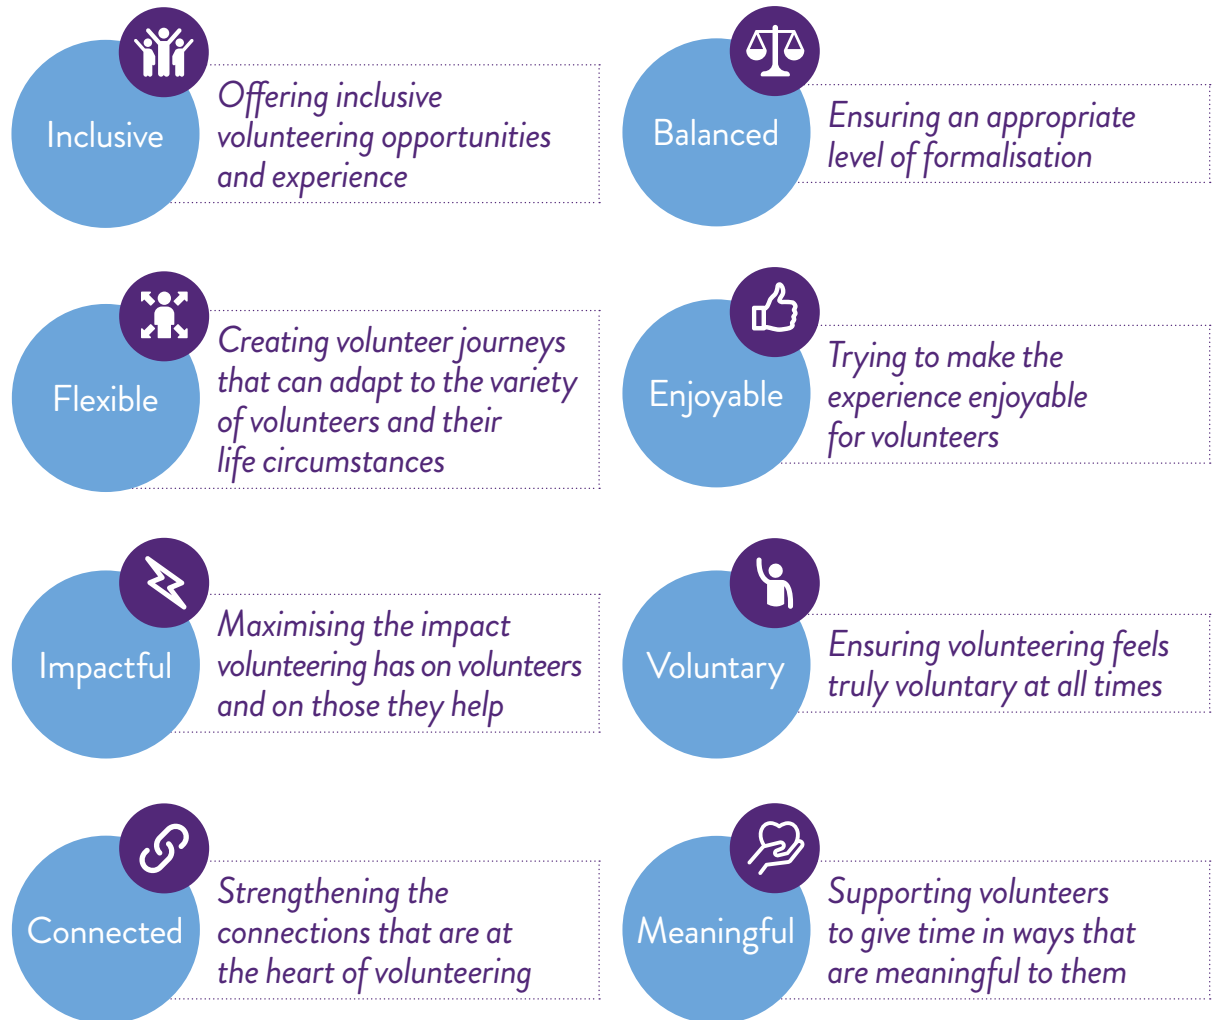 Inclusive
Offering inclusive
volunteering opportunities
and experience
Balanced
Ensuring an appropriate
level of formalisation
Flexible
Creating volunteer journeys
that can adapt to the variety
of volunteers and their
life circumstances
Enjoyable
Trying to make the
experience enjoyable
for volunteers
Impactful
Maximising the impact
volunteering has on volunteers
and on those they help
Voluntary
Ensuring volunteering feels
truly voluntary at all times
Connected
Strengthening the
connections that are at
the heart of volunteering
Meaningful
Supporting volunteers
to give time in ways that
are meaningful to them